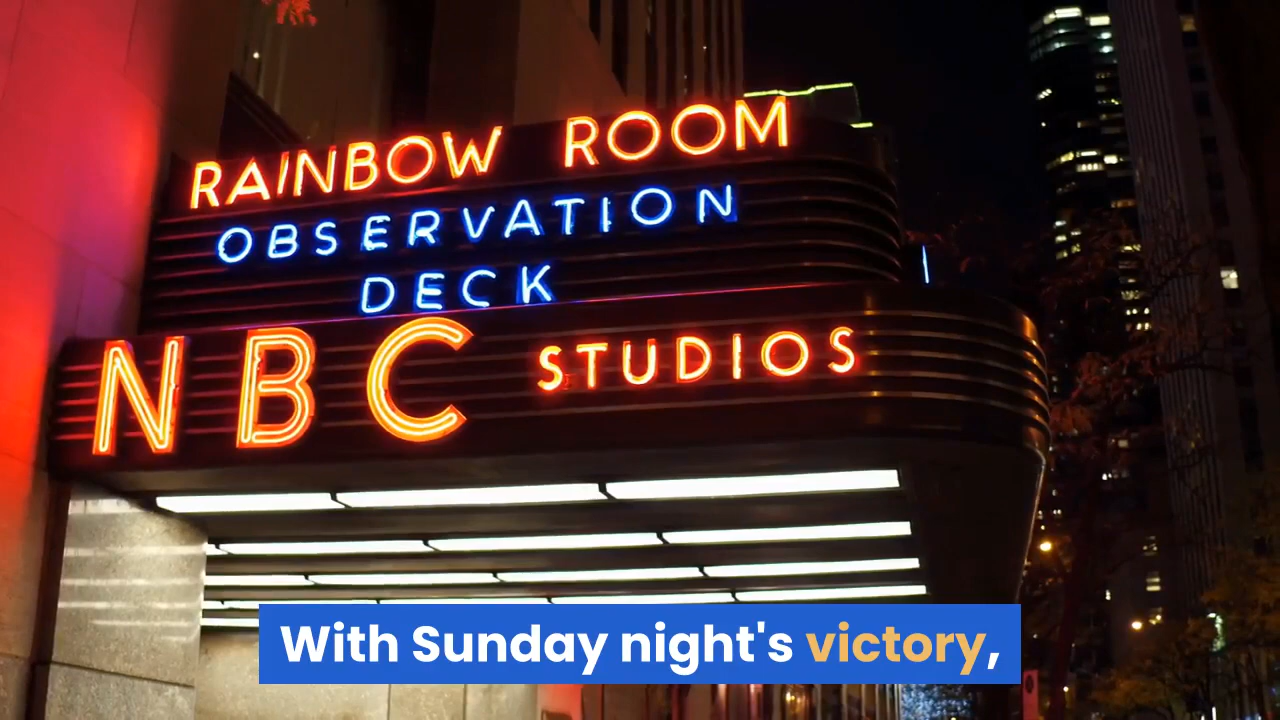 RAINBOW ROOM
OBSERVATION
DECK
NBC STUDIOS
With Sunday night's victory,